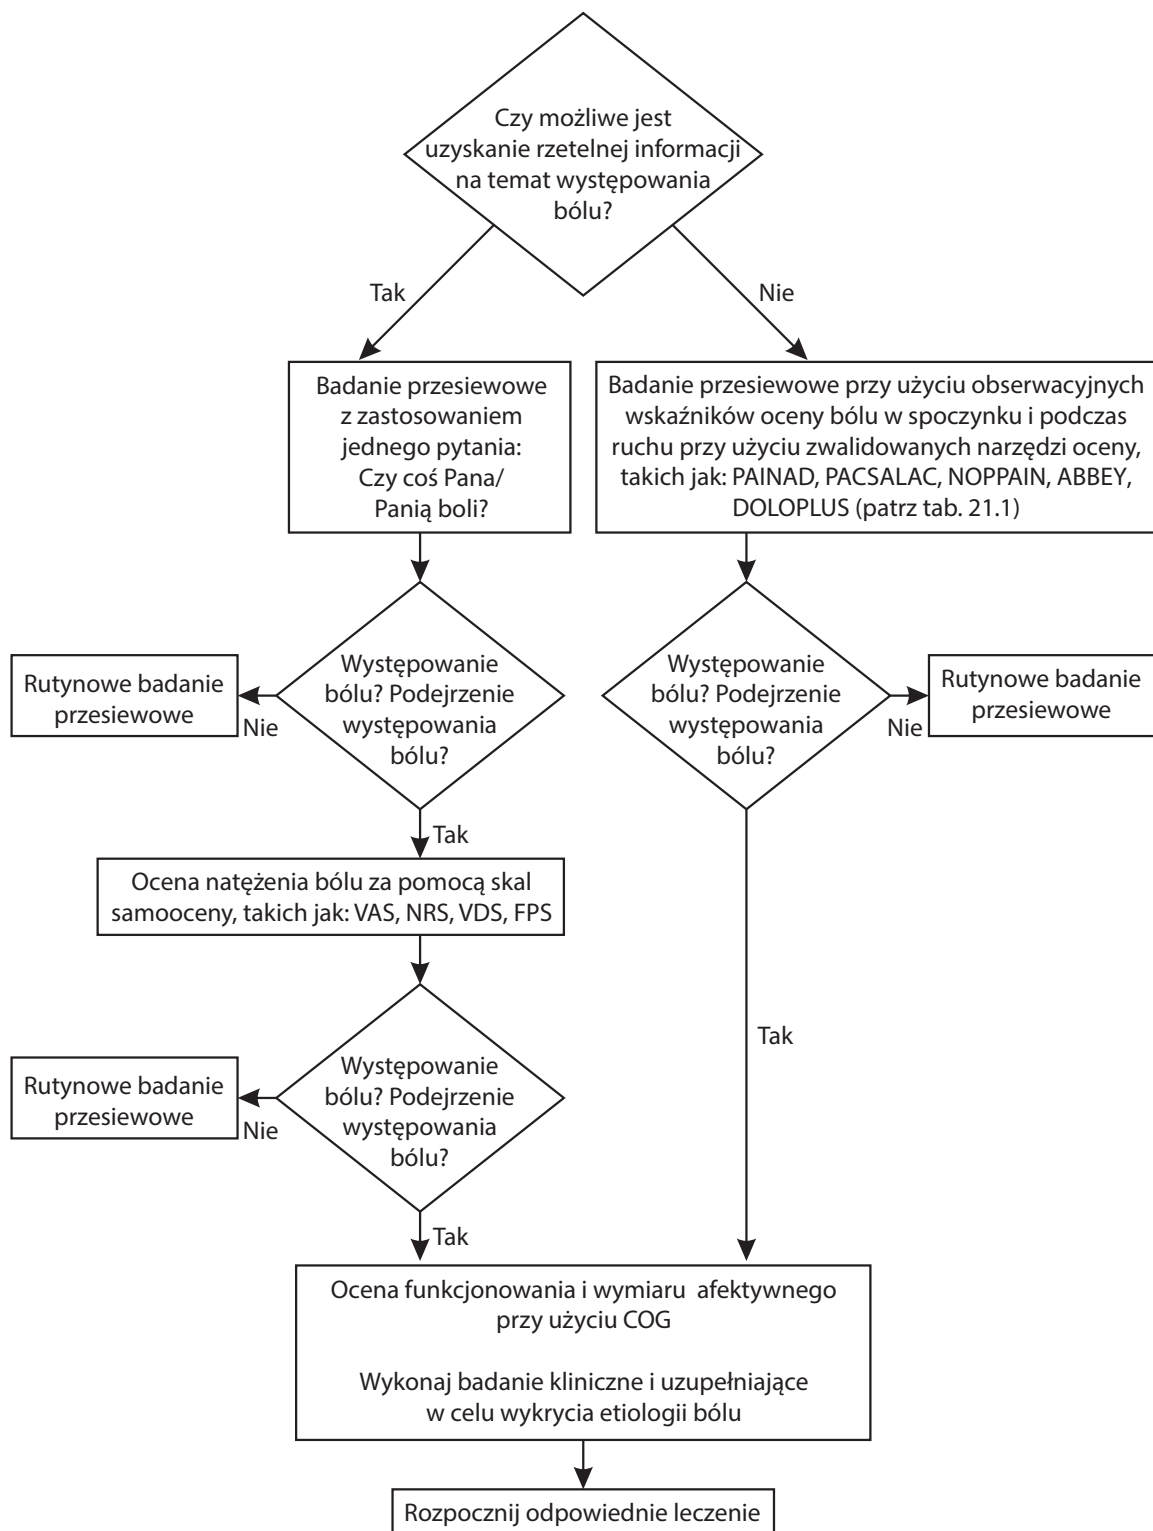 Czy możliwe jest
uzyskanie rzetelnej informacji
na temat występowania
bólu?
Tak
Nie
Badanie przesiewowe
z zastosowaniem
jednego pytania:
Czy coś Pana/
Panią boli?
Badanie przesiewowe przy użyciu obserwacyjnych
wskaźników oceny bólu w spoczynku i podczas
ruchu przy użyciu zwalidowanych narzędzi oceny,
takich jak: PAINAD, PACSALAC, NOPPAIN, ABBEY,
DOLOPLUS (patrz tab. 21.1)
Rutynowe badanie
przesiewowe
Nie
Występowanie
bólu? Podejrzenie
występowania
bólu?
Występowanie
bólu? Podejrzenie
występowania
bólu?
Nie
Rutynowe badanie
przesiewowe
Tak
Ocena natężenia bólu za pomocą skal
samooceny, takich jak: VAS, NRS, VDS, FPS
Tak
Rutynowe badanie
przesiewowe
Nie
Występowanie
bólu? Podejrzenie
występowania
bólu?
Tak
Ocena funkcjonowania i wymiaru afektywnego
przy użyciu COG
Wykonaj badanie kliniczne i uzupełniające
w celu wykrycia etiologii bólu
Rozpocznij odpowiednie leczenie